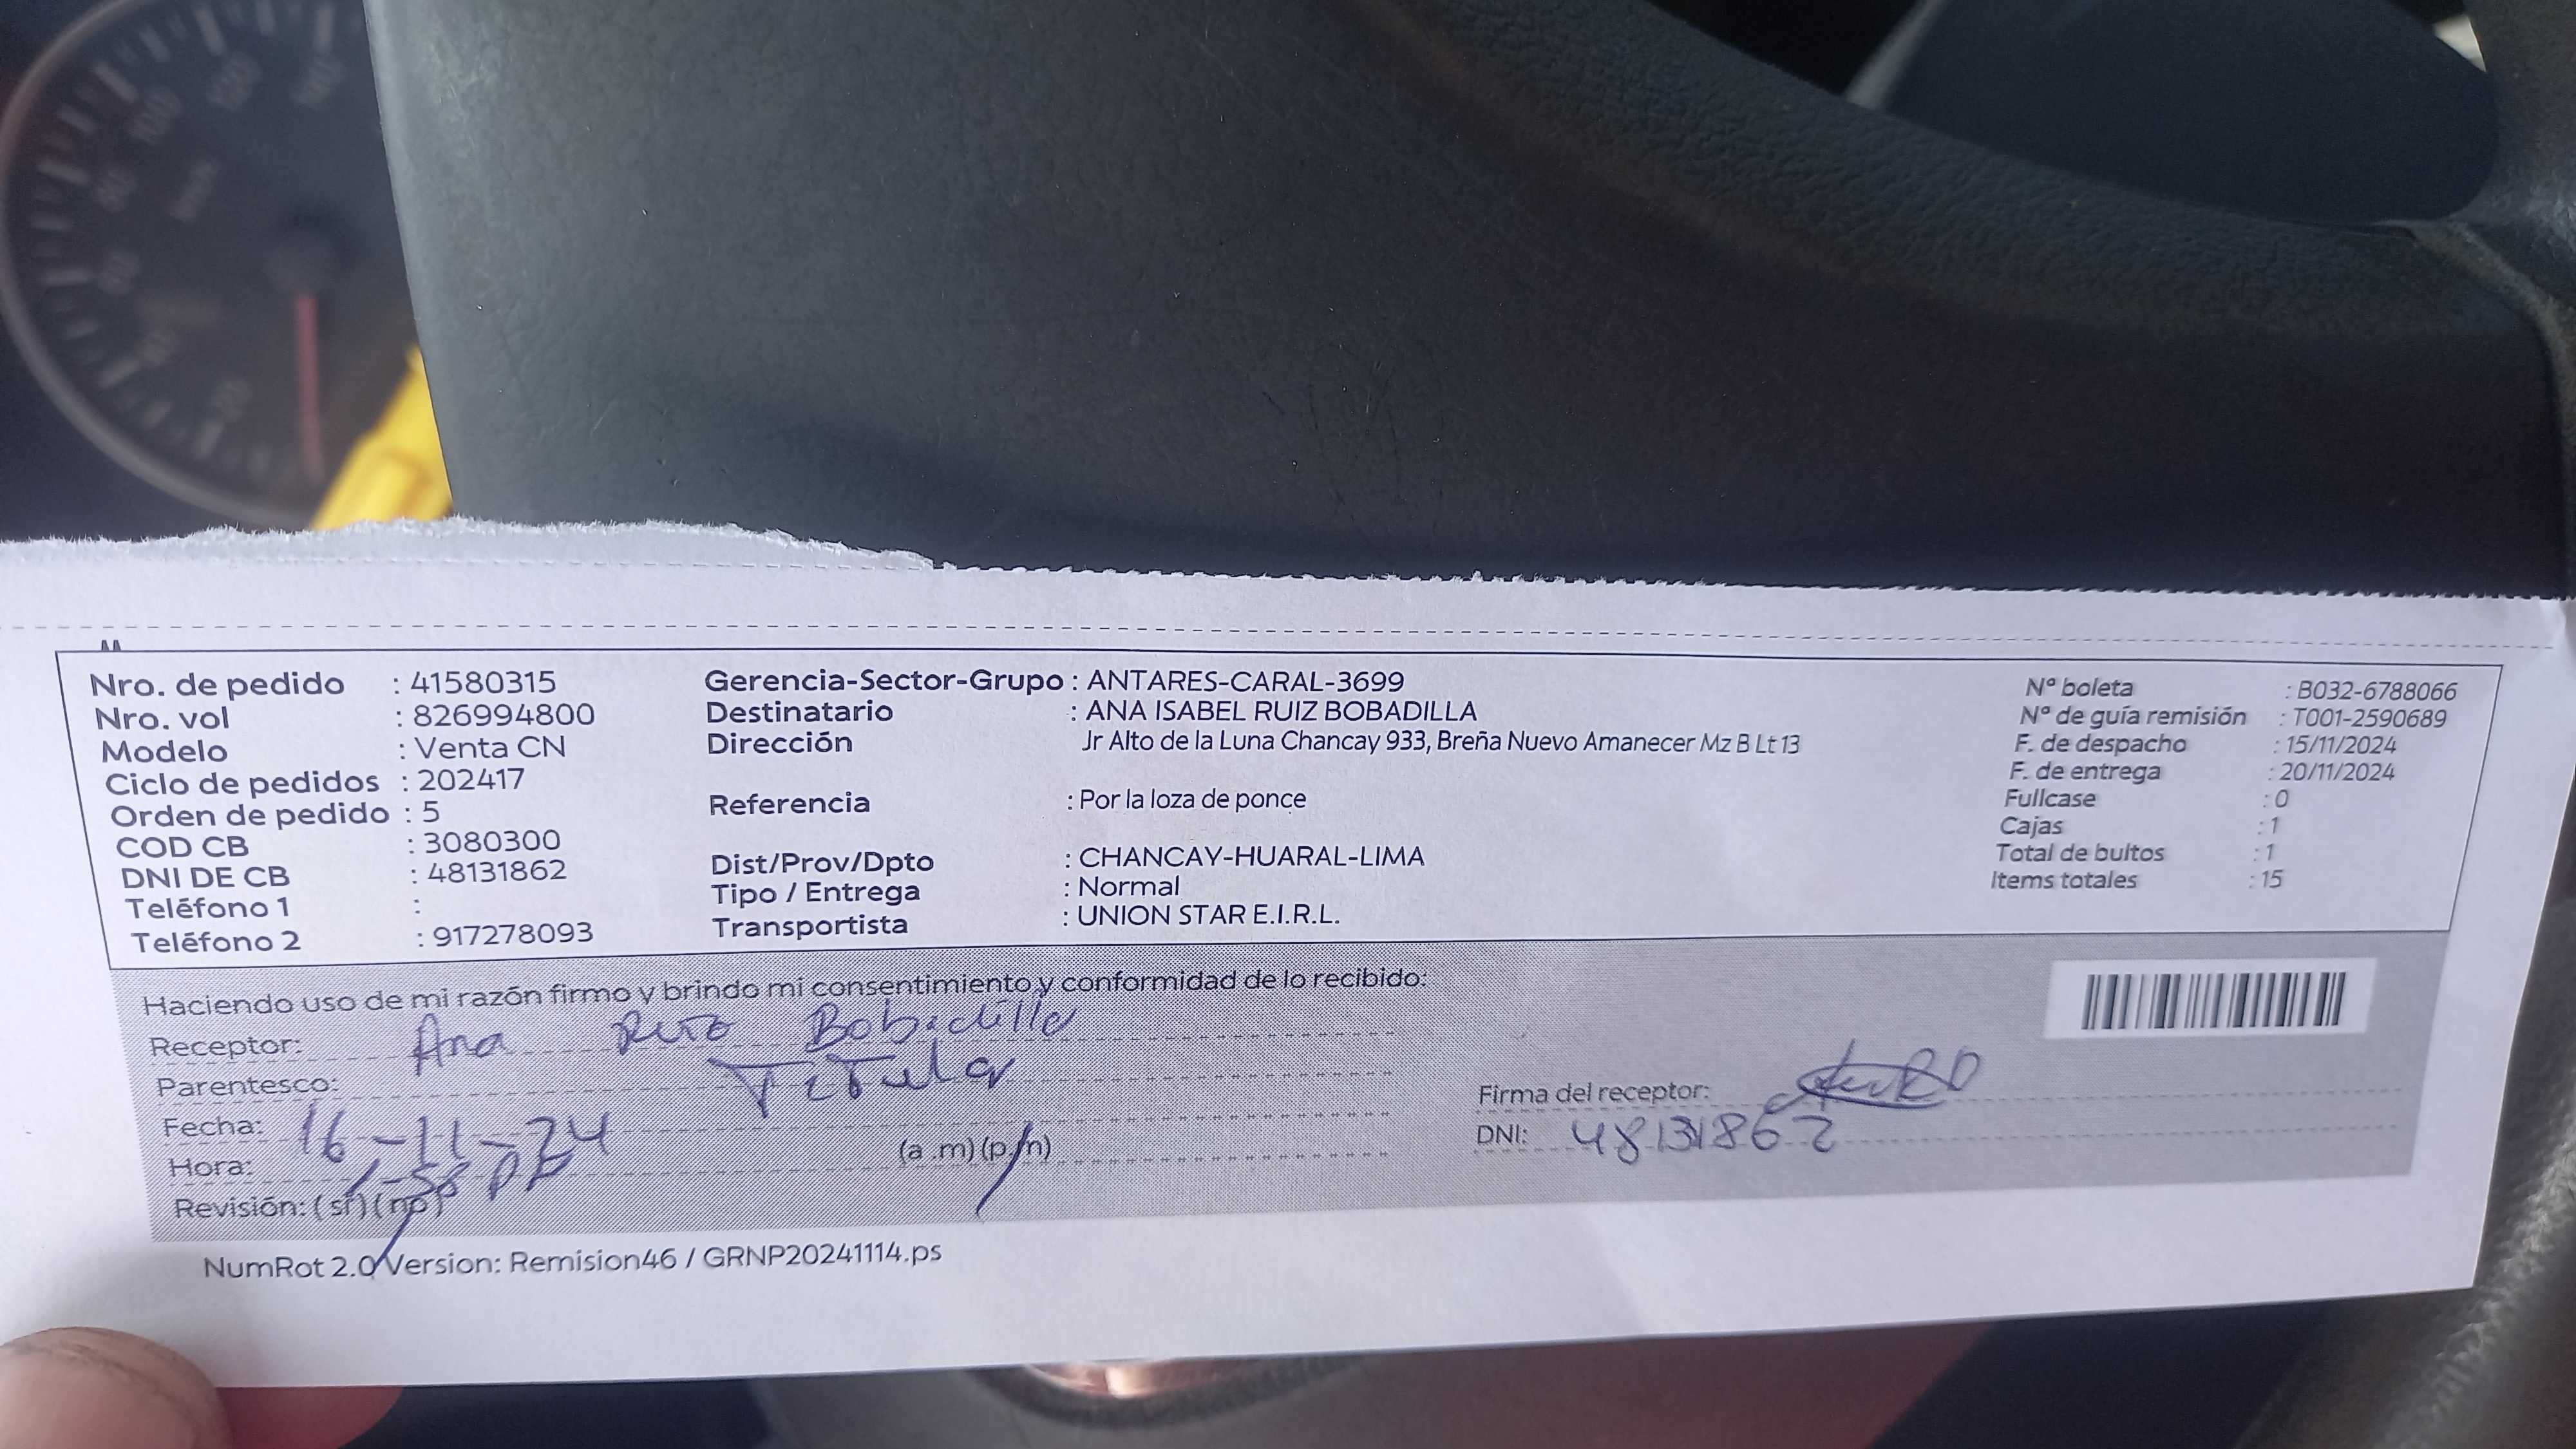 Nro. de pedido : 41580315
Nro. vol : 826994800
Modelo : Venta CN
Ciclo de pedidos : 202417
Orden de pedido : 5
COD CB : 3080300
DNI DE CB : 48131862
Teléfono 1 :
Teléfono 2 : 917278093
Gerencia-Sector-Grupo : ANTARES-CARAL-3699
Destinatario : ANA ISABEL RUIZ BOBADILLA
Dirección Jr Alto de la Luna Chancay 933, Breña Nuevo Amanecer Mz B Lt 13
Referencia : Por la loza de ponce
Dist/Prov/Dpto : CHANCAY-HUARAL-LIMA
Tipo / Entrega : Normal
Transportista : UNION STAR E.I.R.L.
Nº boleta : B032-6788066
Nº de guía remisión : T001-2590689
F. de despacho : 15/11/2024
F. de entrega : 20/11/2024
Fullcase : 0
Cajas : 1
Total de bultos : 1
Items totales : 15
Haciendo uso de mi razón firmo y brindo mi consentimiento y conformidad de lo recibido:
Receptor: Ana Ruiz Bobadilla
Parentesco: Titular
Fecha: 16-11-24
Hora: (a .m) (p.m)
Revisión: ( sí ) ( no )
Firma del receptor:
DNI: 48131862
NumRot 2.0 Version: Remision46 / GRNP20241114.ps